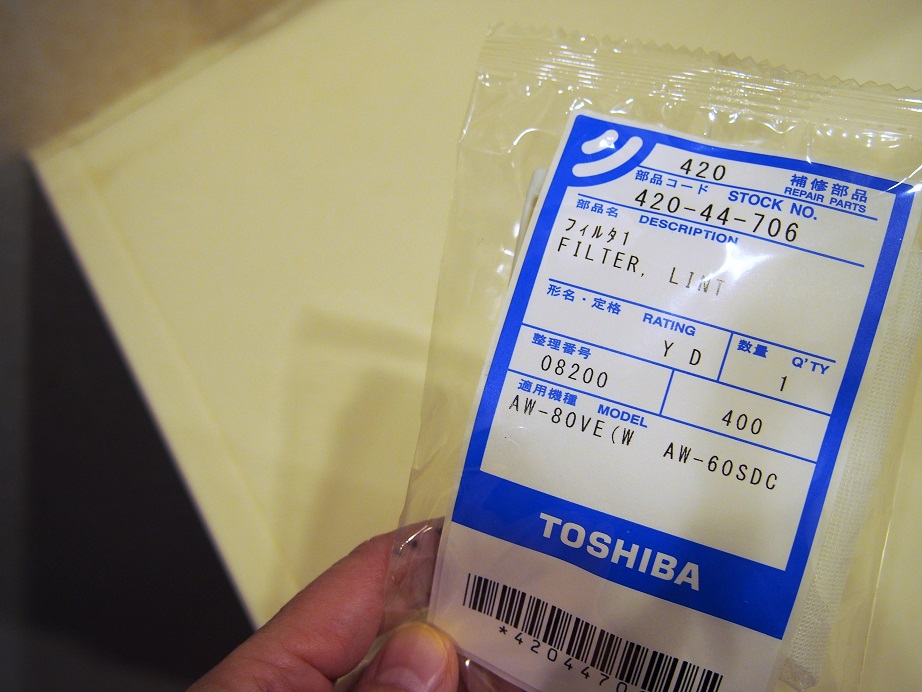 420 補修部品
REPAIR PARTS
部品コード STOCK NO.
420-44-706
部品名 DESCRIPTION
フィルタ1
FILTER, LINT
形名・定格 RATING
Y D
数量 Q'TY
1
整理番号
08200
400
適用機種 MODEL
AW-80VE(W AW-60SDC
TOSHIBA